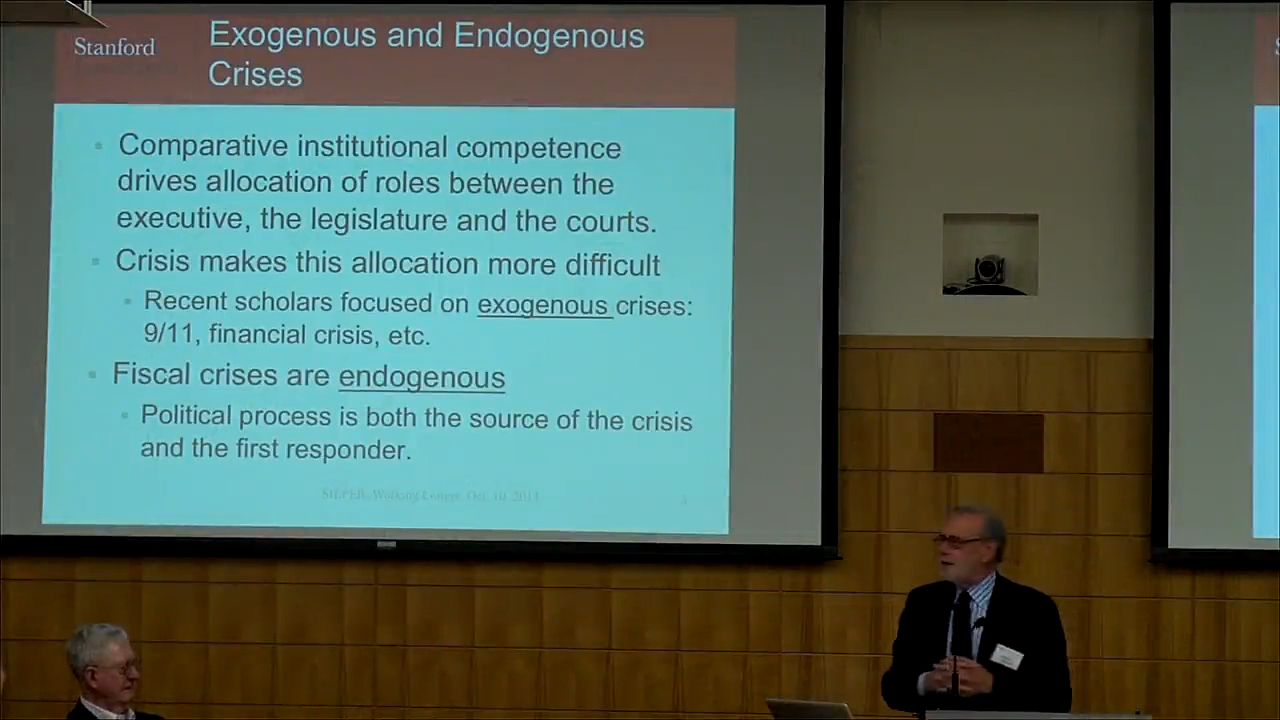 Stanford
Exogenous and Endogenous
Crises
Comparative institutional competence
drives allocation of roles between the
executive, the legislature and the courts.
Crisis makes this allocation more difficult
Recent scholars focused on exogenous crises:
9/11, financial crisis, etc.
Fiscal crises are endogenous
Political process is both the source of the crisis
and the first responder.